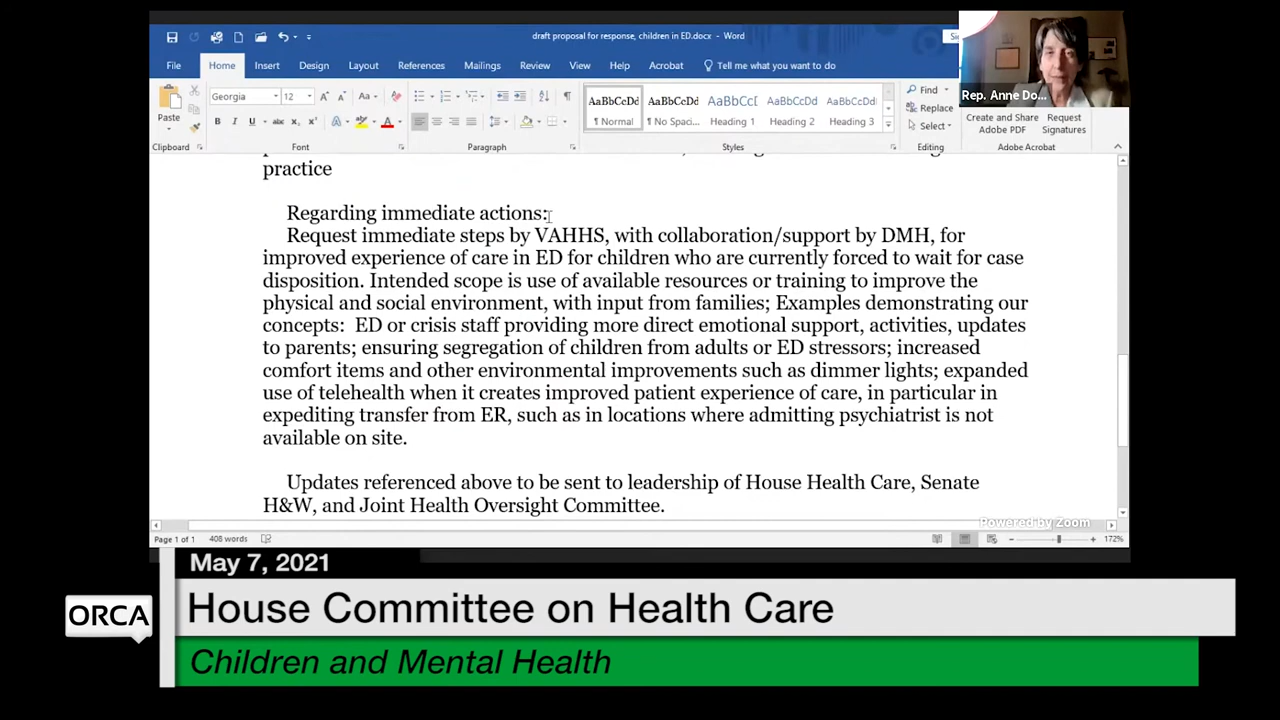 draft proposal for response, children in ED.docx - Word
File Home Insert Design Layout References Mailings Review View Help Acrobat Tell me what you want to do
Paste
Georgia 12
AaBbCcDd AaBbCcDd AaBbC AaBbCcDd AaBbCcDd
¶ Normal ¶ No Spaci... Heading 1 Heading 2 Heading 3
Find
Replace
Select
Create and Share Adobe PDF
Request Signatures
Clipboard Font Paragraph Styles Editing Adobe Acrobat
Rep. Anne Do...
practice
Regarding immediate actions:
Request immediate steps by VAHHS, with collaboration/support by DMH, for
improved experience of care in ED for children who are currently forced to wait for case
disposition. Intended scope is use of available resources or training to improve the
physical and social environment, with input from families; Examples demonstrating our
concepts: ED or crisis staff providing more direct emotional support, activities, updates
to parents; ensuring segregation of children from adults or ED stressors; increased
comfort items and other environmental improvements such as dimmer lights; expanded
use of telehealth when it creates improved patient experience of care, in particular in
expediting transfer from ER, such as in locations where admitting psychiatrist is not
available on site.
Updates referenced above to be sent to leadership of House Health Care, Senate
H&W, and Joint Health Oversight Committee.
Powered by Zoom
Page 1 of 1 408 words 172%
May 7, 2021
ORCA
House Committee on Health Care
Children and Mental Health